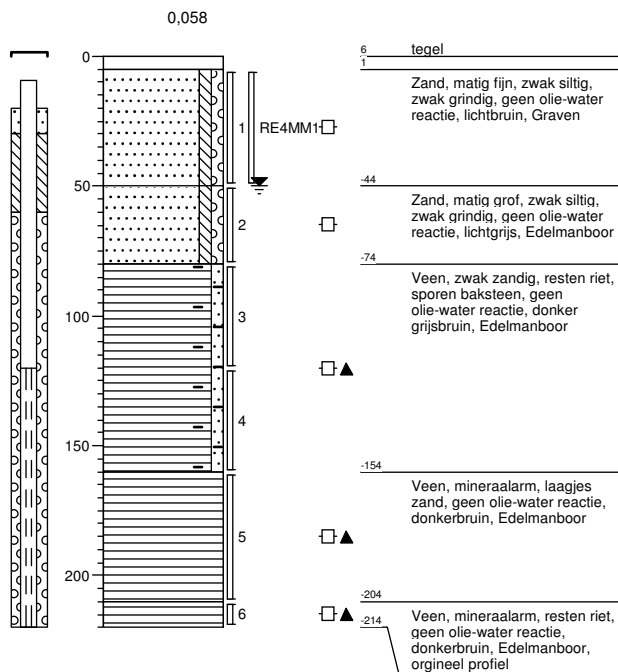 0,058
0
50
100
150
200
1
RE4MM1
2
3
4
5
6
6
tegel
1
Zand, matig fijn, zwak siltig,
zwak grindig, geen olie-water
reactie, lichtbruin, Graven
-44
Zand, matig grof, zwak siltig,
zwak grindig, geen olie-water
reactie, lichtgrijs, Edelmanboor
-74
Veen, zwak zandig, resten riet,
sporen baksteen, geen
olie-water reactie, donker
grijsbruin, Edelmanboor
-154
Veen, mineraalarm, laagjes
zand, geen olie-water reactie,
donkerbruin, Edelmanboor
-204
Veen, mineraalarm, resten riet,
geen olie-water reactie,
donkerbruin, Edelmanboor,
orgineel profiel
-214